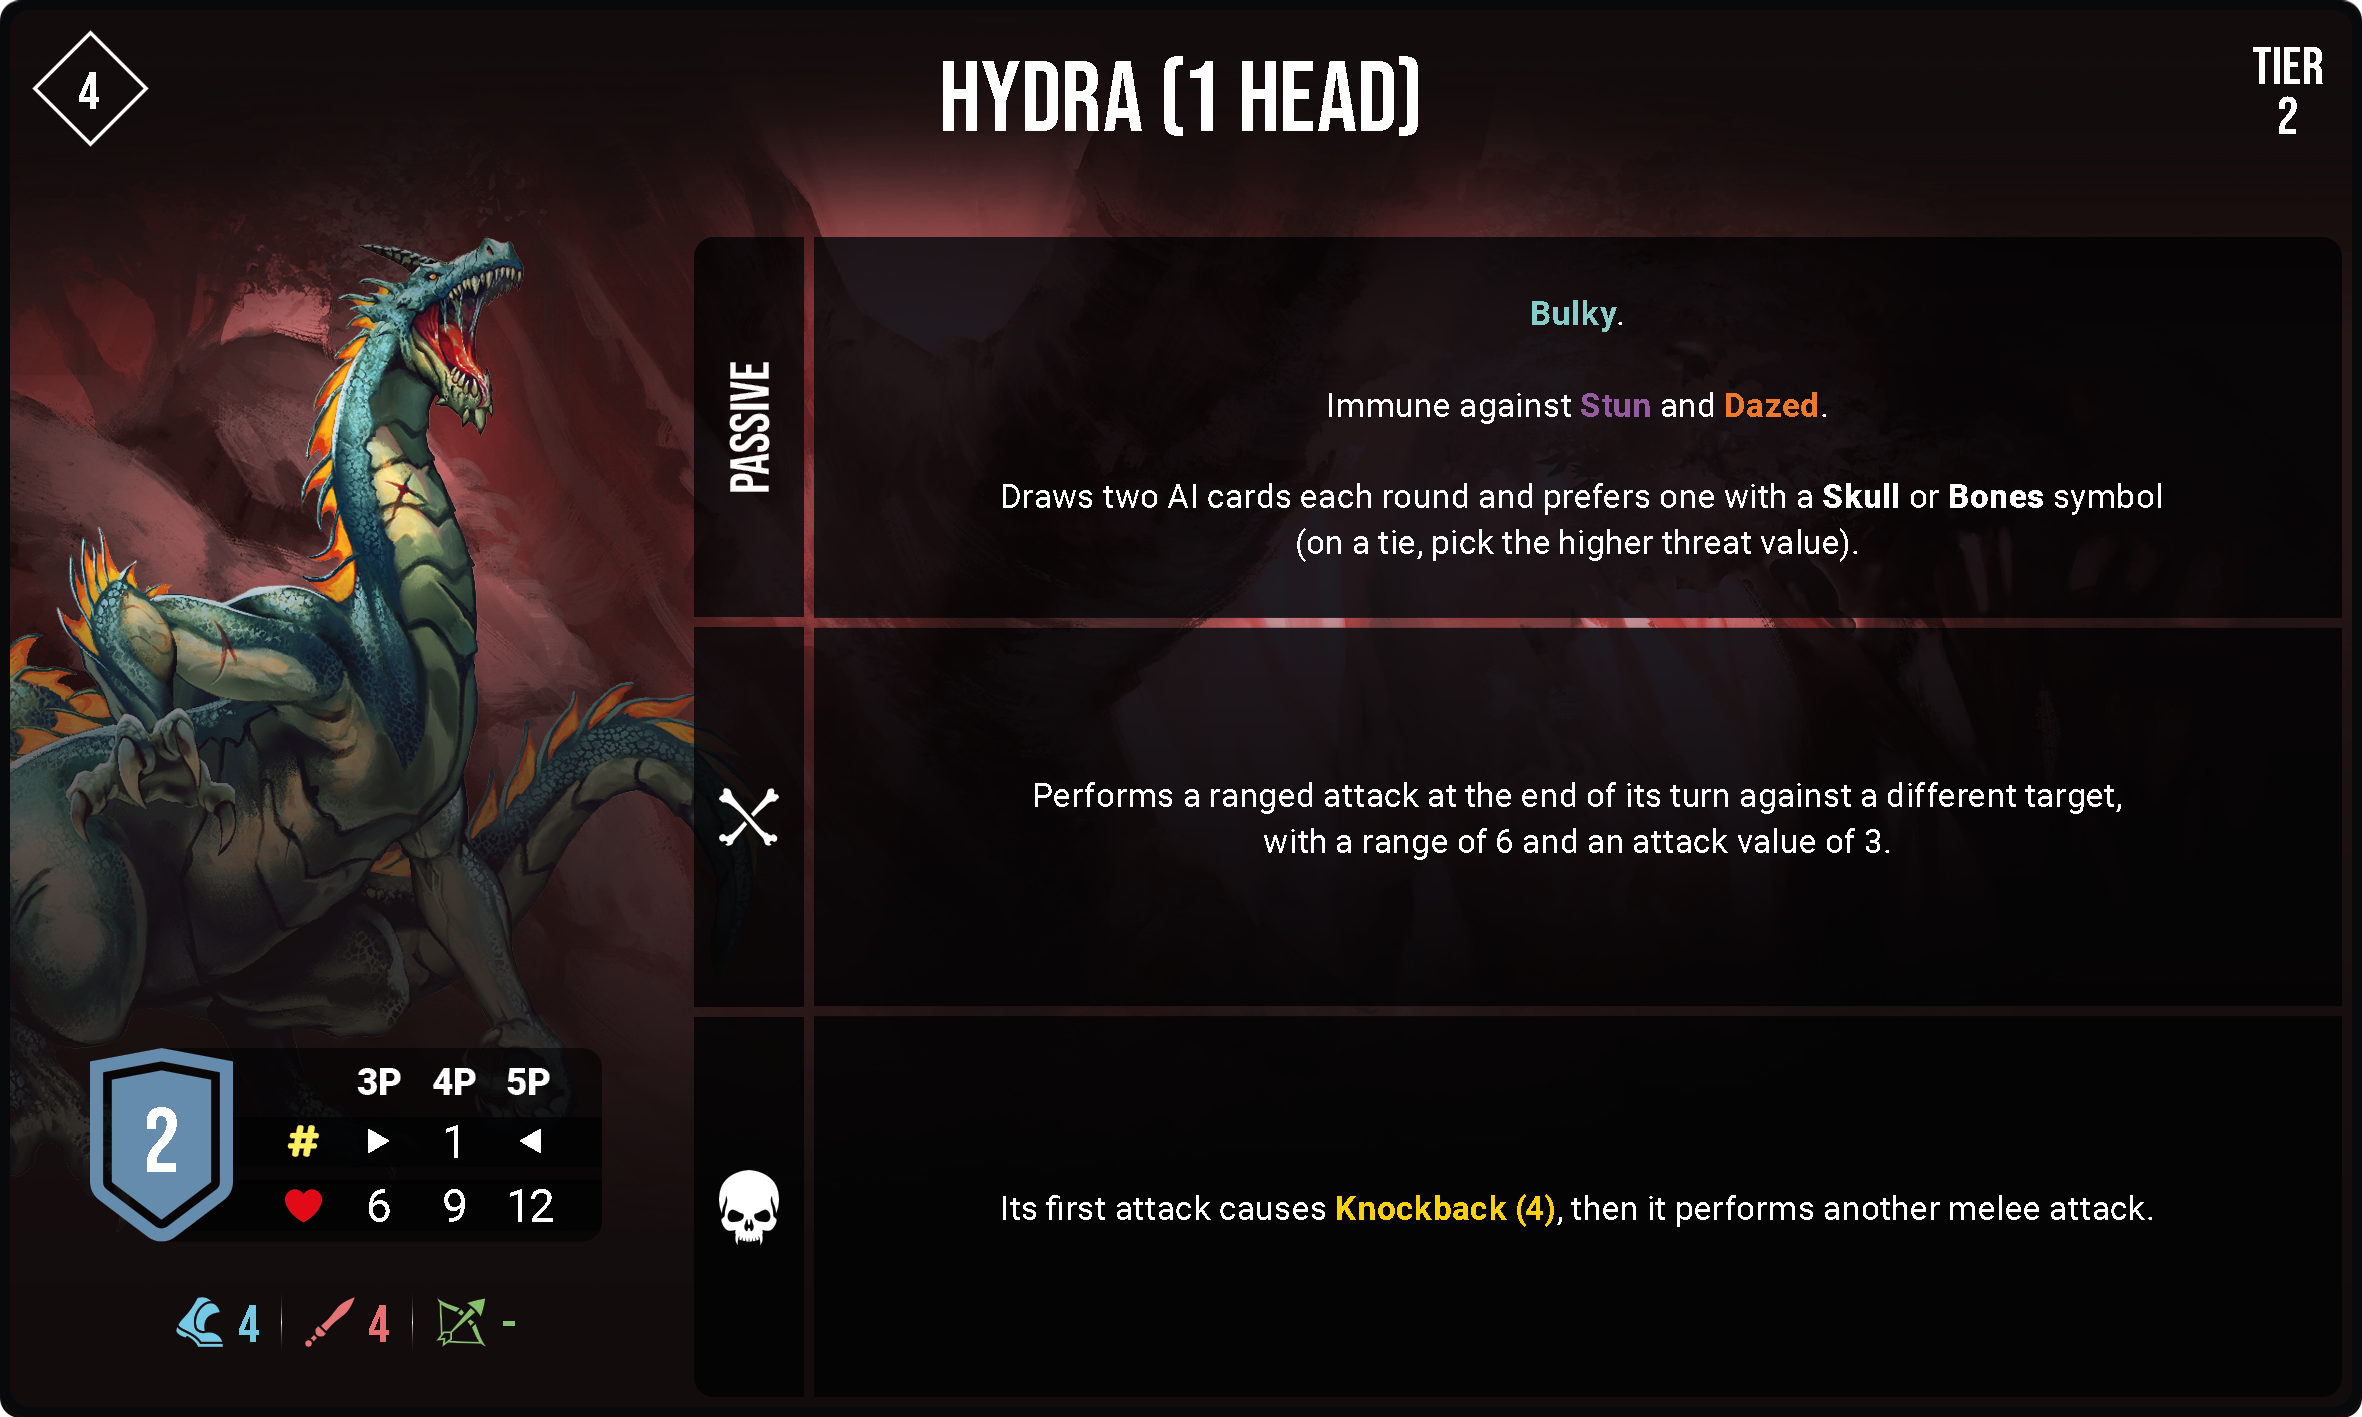 4
HYDRA (1 HEAD)
TIER
2
PASSIVE
Bulky.
Immune against Stun and Dazed.
Draws two AI cards each round and prefers one with a Skull or Bones symbol
(on a tie, pick the higher threat value).
Performs a ranged attack at the end of its turn against a different target,
with a range of 6 and an attack value of 3.
Its first attack causes Knockback (4), then it performs another melee attack.
2
3P 4P 5P
# ▶ 1 ◀
6 9 12
4 4 -